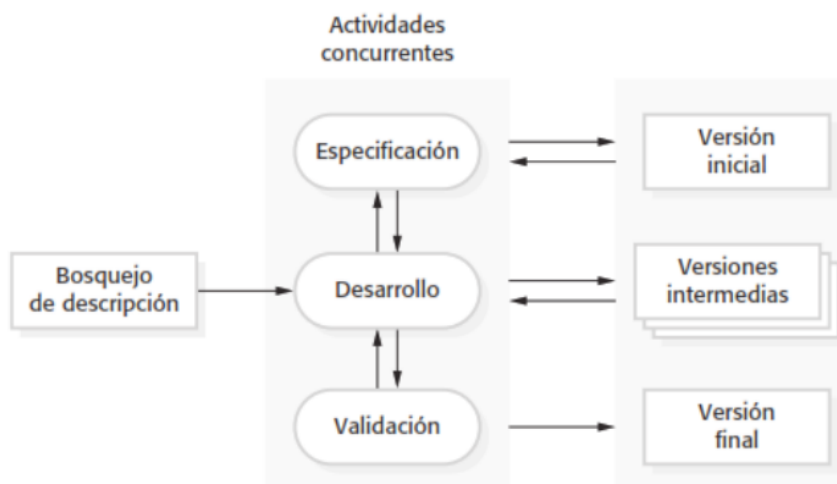 Actividades
concurrentes
Especificación
Versión
inicial
Bosquejo
de descripción
Desarrollo
Versiones
intermedias
Validación
Versión
final